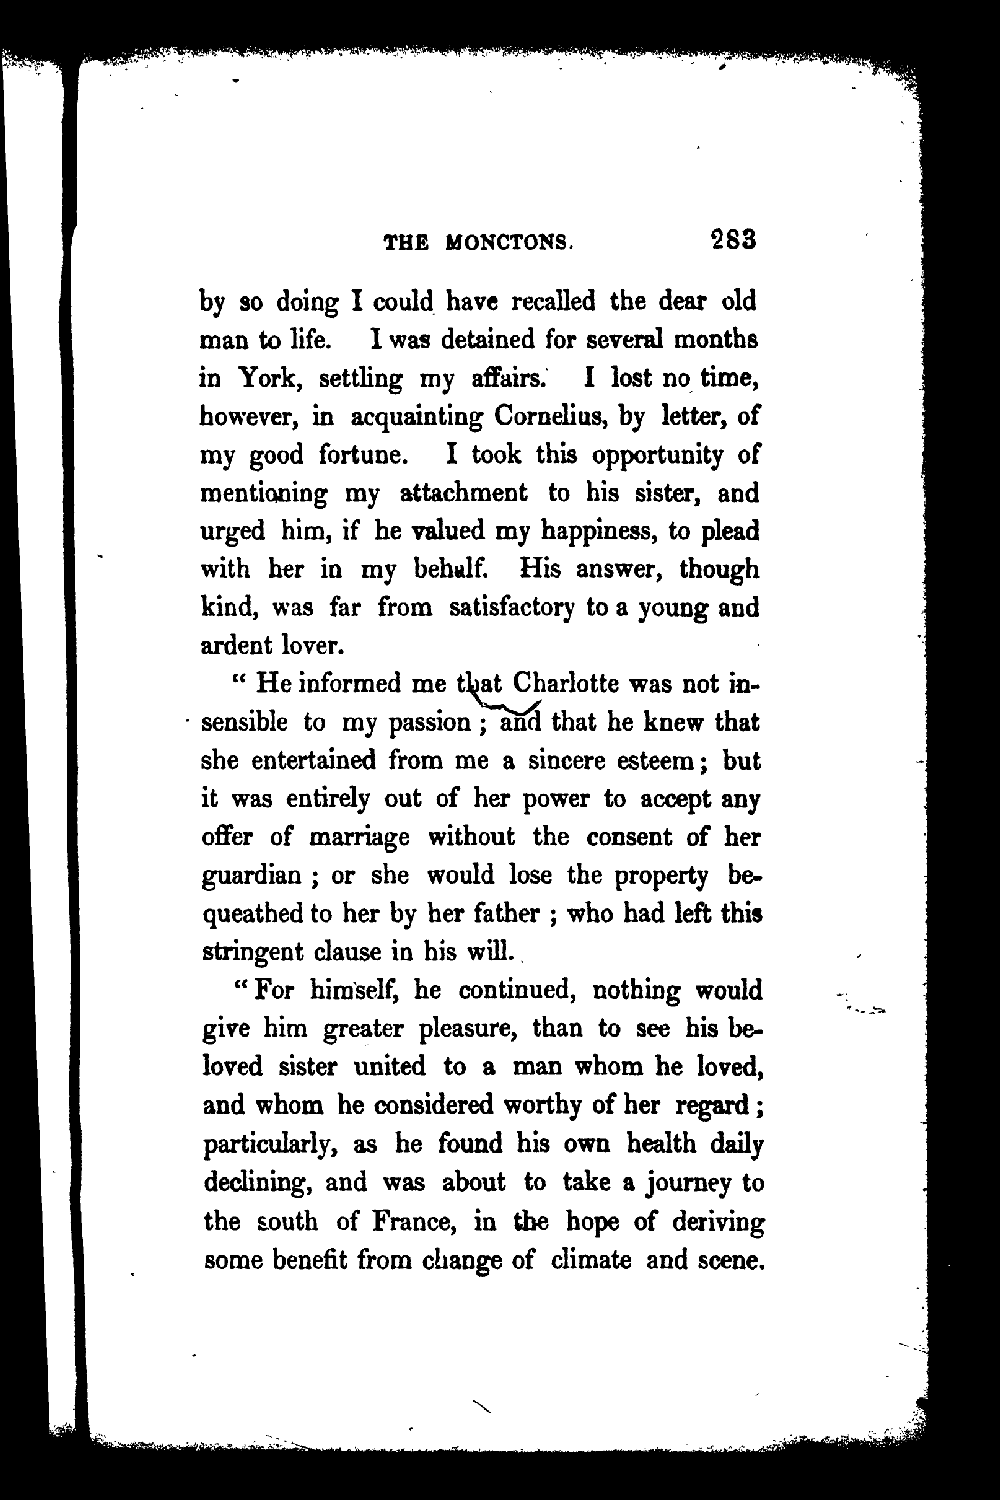 THE MONCTONS. 283
by so doing I could have recalled the dear old
man to life. I was detained for several months
in York, settling my affairs. I lost no time,
however, in acquainting Cornelius, by letter, of
my good fortune. I took this opportunity of
mentioning my attachment to his sister, and
urged him, if he valued my happiness, to plead
with her in my behalf. His answer, though
kind, was far from satisfactory to a young and
ardent lover.
“ He informed me that Charlotte was not in-
sensible to my passion ; and that he knew that
she entertained from me a sincere esteem ; but
it was entirely out of her power to accept any
offer of marriage without the consent of her
guardian ; or she would lose the property be-
queathed to her by her father ; who had left this
stringent clause in his will.
“ For himself, he continued, nothing would
give him greater pleasure, than to see his be-
loved sister united to a man whom he loved,
and whom he considered worthy of her regard ;
particularly, as he found his own health daily
declining, and was about to take a journey to
the south of France, in the hope of deriving
some benefit from change of climate and scene.